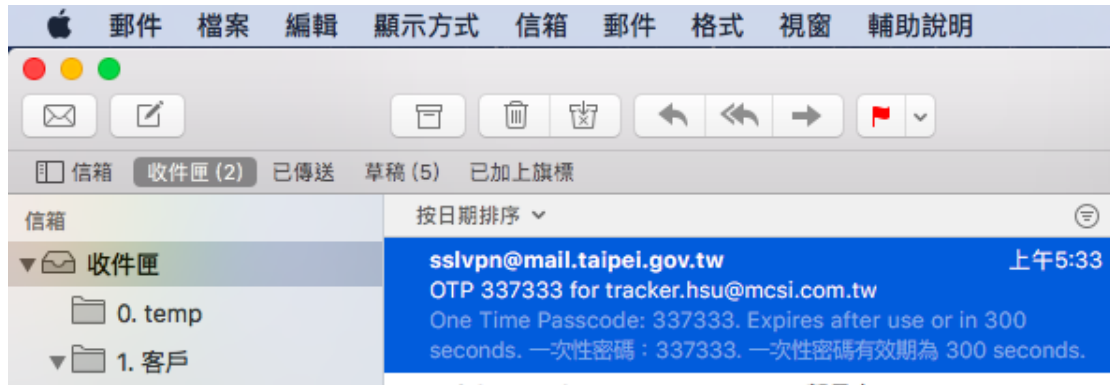 郵件 檔案 編輯 顯示方式 信箱 郵件 格式 視窗 輔助說明
信箱 收件匣 (2) 已傳送 草稿 (5) 已加上旗標
信箱
按日期排序
收件匣
sslvpn@mail.taipei.gov.tw 上午5:33
OTP 337333 for tracker.hsu@mcsi.com.tw
One Time Passcode: 337333. Expires after use or in 300
seconds. 一次性密碼：337333. 一次性密碼有效期為 300 seconds.
0. temp
1. 客戶